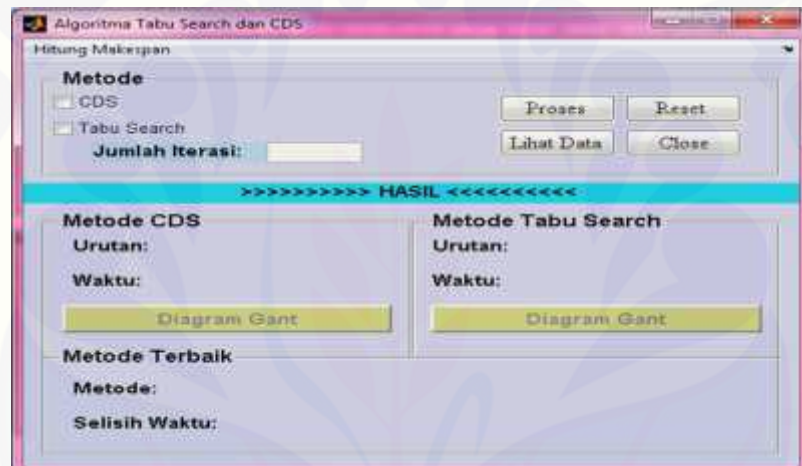 Algoritma Tabu Search dan CDS
Hitung Makespan
Metode
CDS
Tabu Search
Jumlah Iterasi:
Proses Reset
Lihat Data Close
>>>>>>>>>> HASIL <<<<<<<<<<
Metode CDS
Urutan:
Waktu:
Diagram Gant
Metode Tabu Search
Urutan:
Waktu:
Diagram Gant
Metode Terbaik
Metode:
Selisih Waktu: